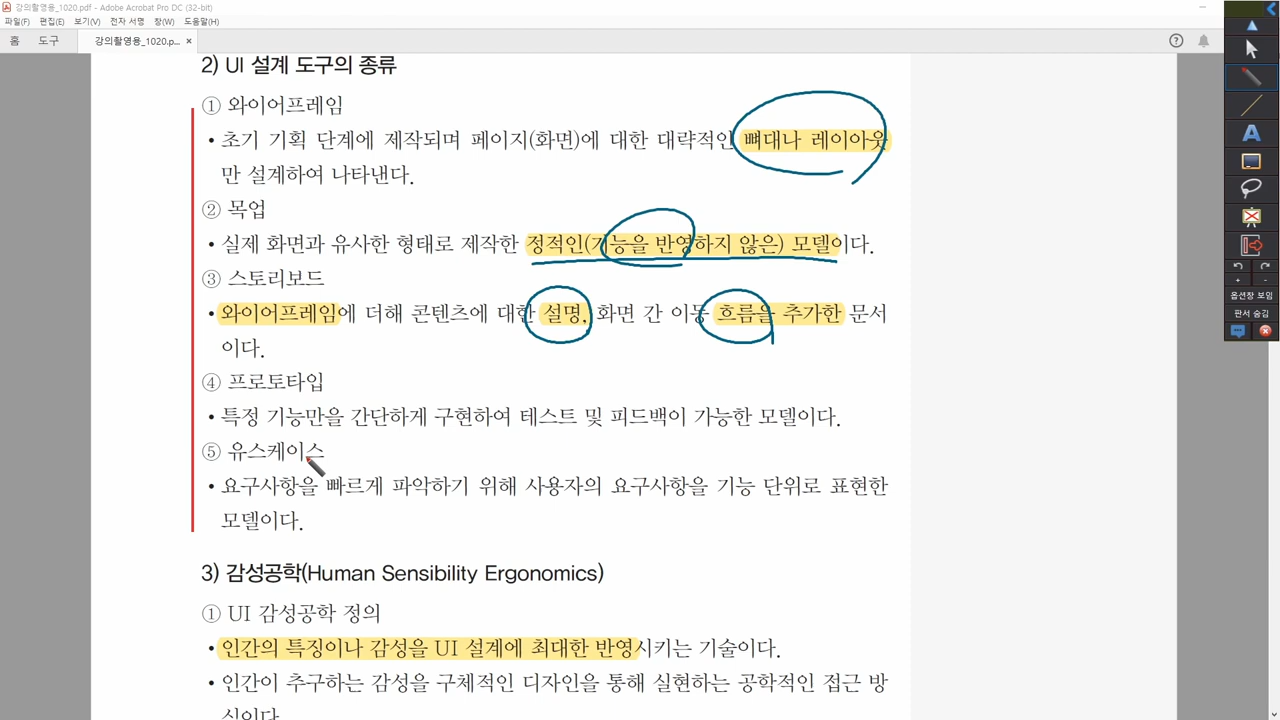 강의촬영용_1020.pdf - Adobe Acrobat Pro DC (32-bit)
파일(F) 편집(E) 보기(V) 전자 서명 창(W) 도움말(H)
홈 도구 강의촬영용_1020.p... ×
2) UI 설계 도구의 종류
① 와이어프레임
• 초기 기획 단계에 제작되며 페이지(화면)에 대한 대략적인 뼈대나 레이아웃
만 설계하여 나타낸다.
② 목업
• 실제 화면과 유사한 형태로 제작한 정적인(기능을 반영하지 않은) 모델이다.
③ 스토리보드
• 와이어프레임에 더해 콘텐츠에 대한 설명, 화면 간 이동 흐름을 추가한 문서
이다.
④ 프로토타입
• 특정 기능만을 간단하게 구현하여 테스트 및 피드백이 가능한 모델이다.
⑤ 유스케이스
• 요구사항을 빠르게 파악하기 위해 사용자의 요구사항을 기능 단위로 표현한
모델이다.
3) 감성공학(Human Sensibility Ergonomics)
① UI 감성공학 정의
• 인간의 특징이나 감성을 UI 설계에 최대한 반영시키는 기술이다.
• 인간이 추구하는 감성을 구체적인 디자인을 통해 실현하는 공학적인 접근 방
식이다.
옵션장 보임
판서 숨김